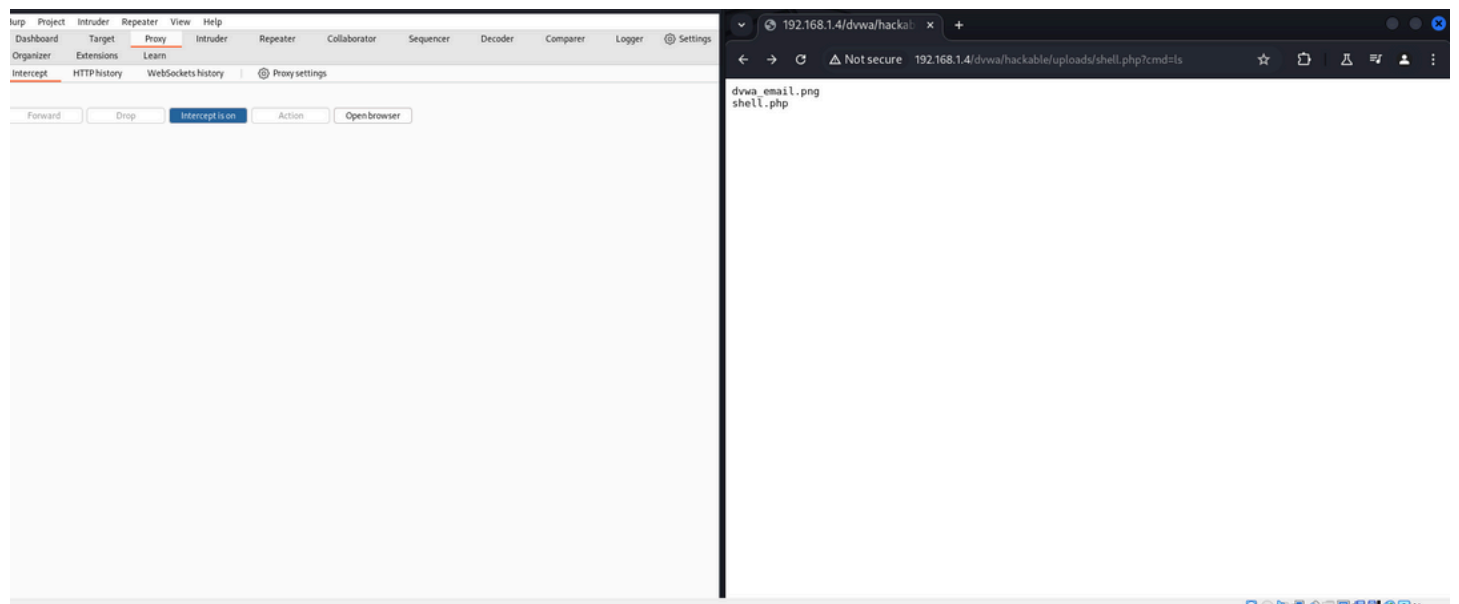 Burp Project Intruder Repeater View Help
Dashboard Target Proxy Intruder Repeater Collaborator Sequencer Decoder Comparer Logger Settings
Organizer Extensions Learn
Intercept HTTP history WebSockets history Proxy settings
Forward Drop Intercept is on Action Open browser
192.168.1.4/dvwa/hackab
Not secure 192.168.1.4/dvwa/hackable/uploads/shell.php?cmd=ls
dvwa_email.png
shell.php